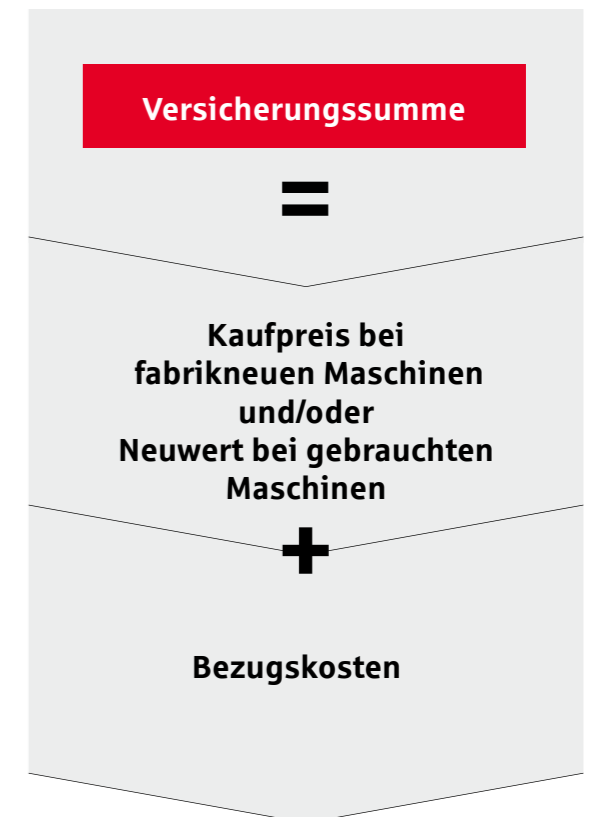 Versicherungssumme
=
Kaufpreis bei
fabrikneuen Maschinen
und/oder
Neuwert bei gebrauchten
Maschinen
+
Bezugskosten